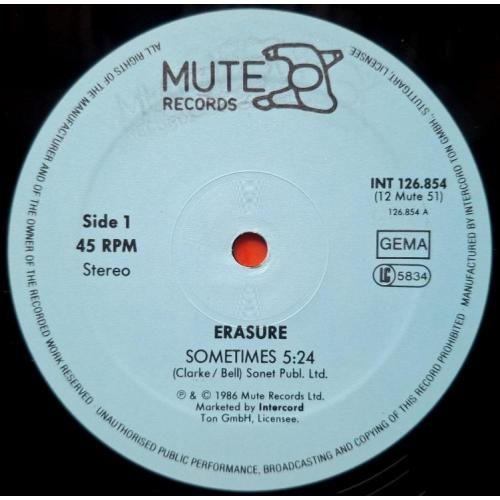 MUTE
RECORDS
INT 126.854
(12 Mute 51)
126.854 A
Side 1
45 RPM
Stereo
GEMA
LC 5834
ERASURE
SOMETIMES 5:24
(Clarke / Bell) Sonet Publ. Ltd.
℗ & © 1986 Mute Records Ltd.
Marketed by Intercord
Ton GmbH, Licensee.
ALL RIGHTS OF THE MANUFACTURER AND OF THE OWNER OF THE RECORDED WORK RESERVED
UNAUTHORISED PUBLIC PERFORMANCE, BROADCASTING AND COPYING OF THIS RECORD PROHIBITED
MANUFACTURED BY INTERCORD TON GMBH, STUTTGART, LICENSEE